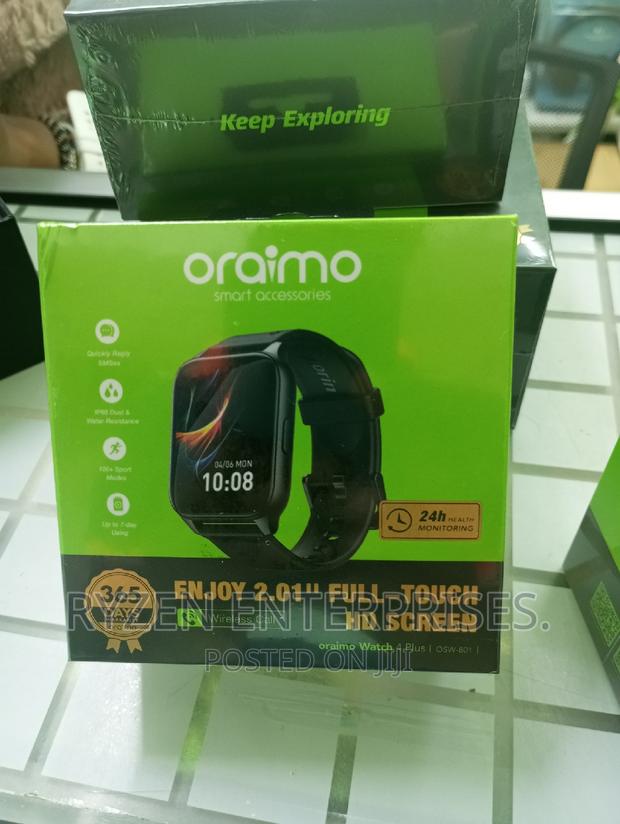 Keep Exploring
oraimo
smart accessories
Quickly Reply
SMSes
IP68 Dust &
Water Resistance
100+ Sport
Modes
Up to 7-day
Using
04/06 MON
10:08
24h HEALTH
MONITORING
365
DAYS
ENJOY 2.01" FULL-TOUCH
HD SCREEN
Wireless Call
oraimo Watch 4 Plus | OSW-801 |
ENTERPRISES.
POSTED ON JIJI